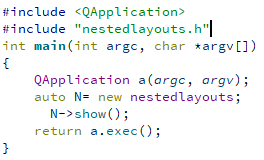 #include <QApplication>
#include "nestedlayouts.h"
int main(int argc, char *argv[])
{
    QApplication a(argc, argv);
    auto N= new nestedlayouts;
      N->show();
    return a.exec();
}